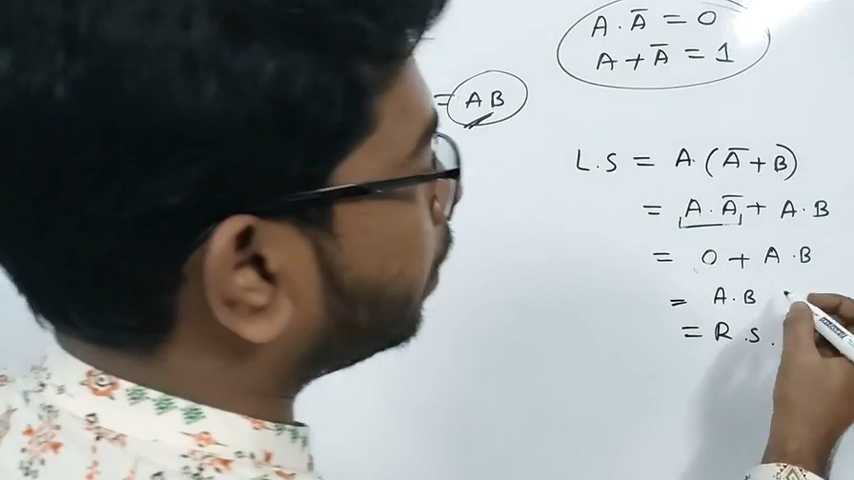 A.Ā = 0
A + Ā = 1
= AB
L.S = A.(Ā + B)
= A.Ā + A.B
= 0 + A.B
= A.B
= R.S.